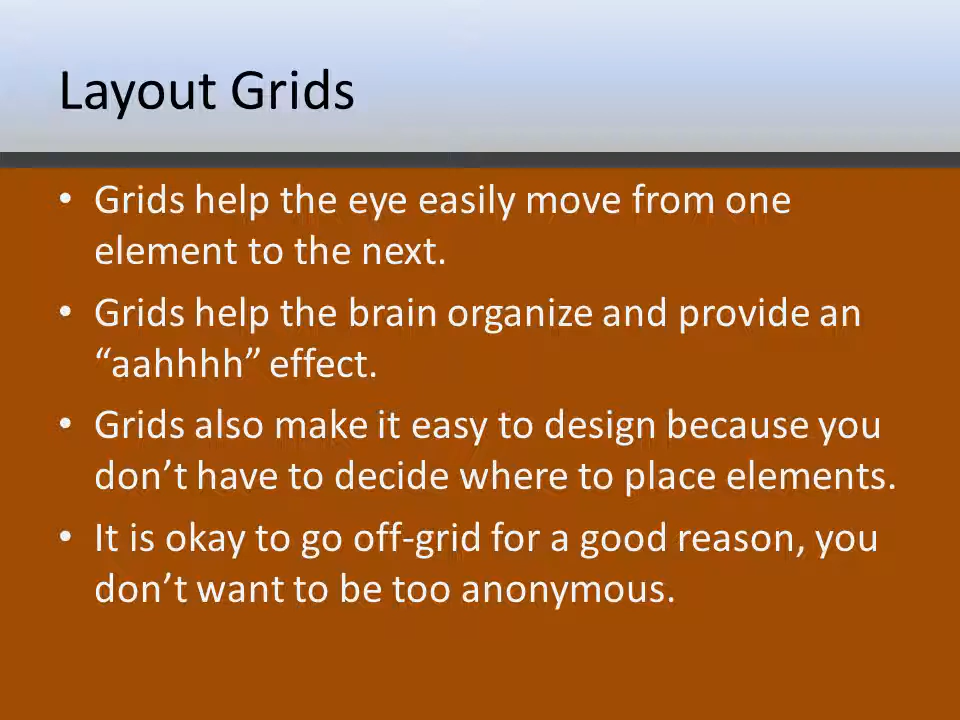 Layout Grids
• Grids help the eye easily move from one
element to the next.
• Grids help the brain organize and provide an
“aahhhh” effect.
• Grids also make it easy to design because you
don’t have to decide where to place elements.
• It is okay to go off-grid for a good reason, you
don’t want to be too anonymous.